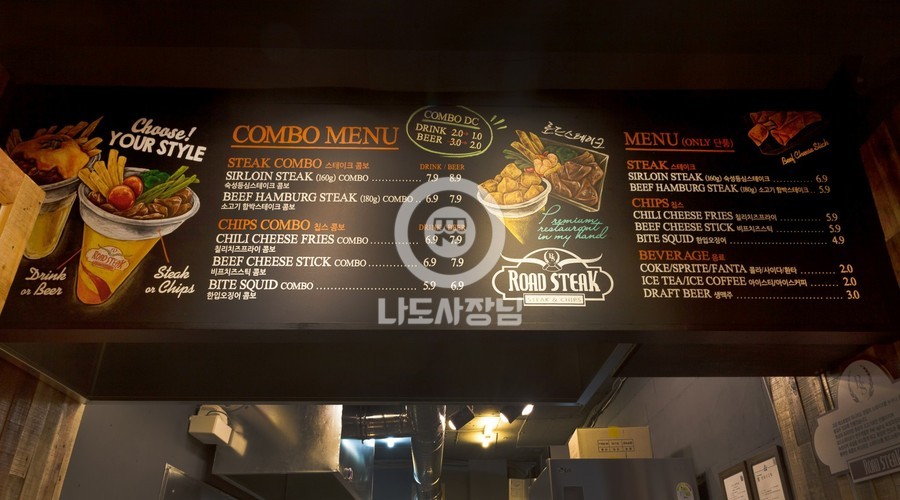 Choose!
YOUR STYLE
Drink
or Beer
Steak
or Chips
ROAD STEAK
COMBO MENU
COMBO DC
DRINK 2.0→1.0
BEER 3.0→2.0
STEAK COMBO 스테이크 콤보 DRINK / BEER
SIRLOIN STEAK (160g) COMBO 7.9 8.9
숙성등심스테이크 콤보
BEEF HAMBURG STEAK (180g) COMBO 6.9 7.9
소고기 함박스테이크 콤보
CHIPS COMBO 칩스 콤보
CHILI CHEESE FRIES COMBO 6.9 7.9
칠리치즈프라이 콤보
BEEF CHEESE STICK COMBO 6.9 7.9
비프치즈스틱 콤보
BITE SQUID COMBO 5.9 6.9
한입오징어 콤보
로드스테이크
Premium
restaurant
in my hand
ROAD STEAK
STEAK & CHIPS
나도사장님
MENU (ONLY 단품)
Beef Cheese Stick
STEAK 스테이크
SIRLOIN STEAK (160g) 숙성등심스테이크 6.9
BEEF HAMBURG STEAK (180g) 소고기 함박스테이크 5.9
CHIPS 칩스
CHILI CHEESE FRIES 칠리치즈프라이 5.9
BEEF CHEESE STICK 비프치즈스틱 5.9
BITE SQUID 한입오징어 4.9
BEVERAGE 음료
COKE/SPRITE/FANTA 콜라/사이다/환타 2.0
ICE TEA/ICE COFFEE 아이스티/아이스커피 2.0
DRAFT BEER 생맥주 3.0
ROAD STEAK